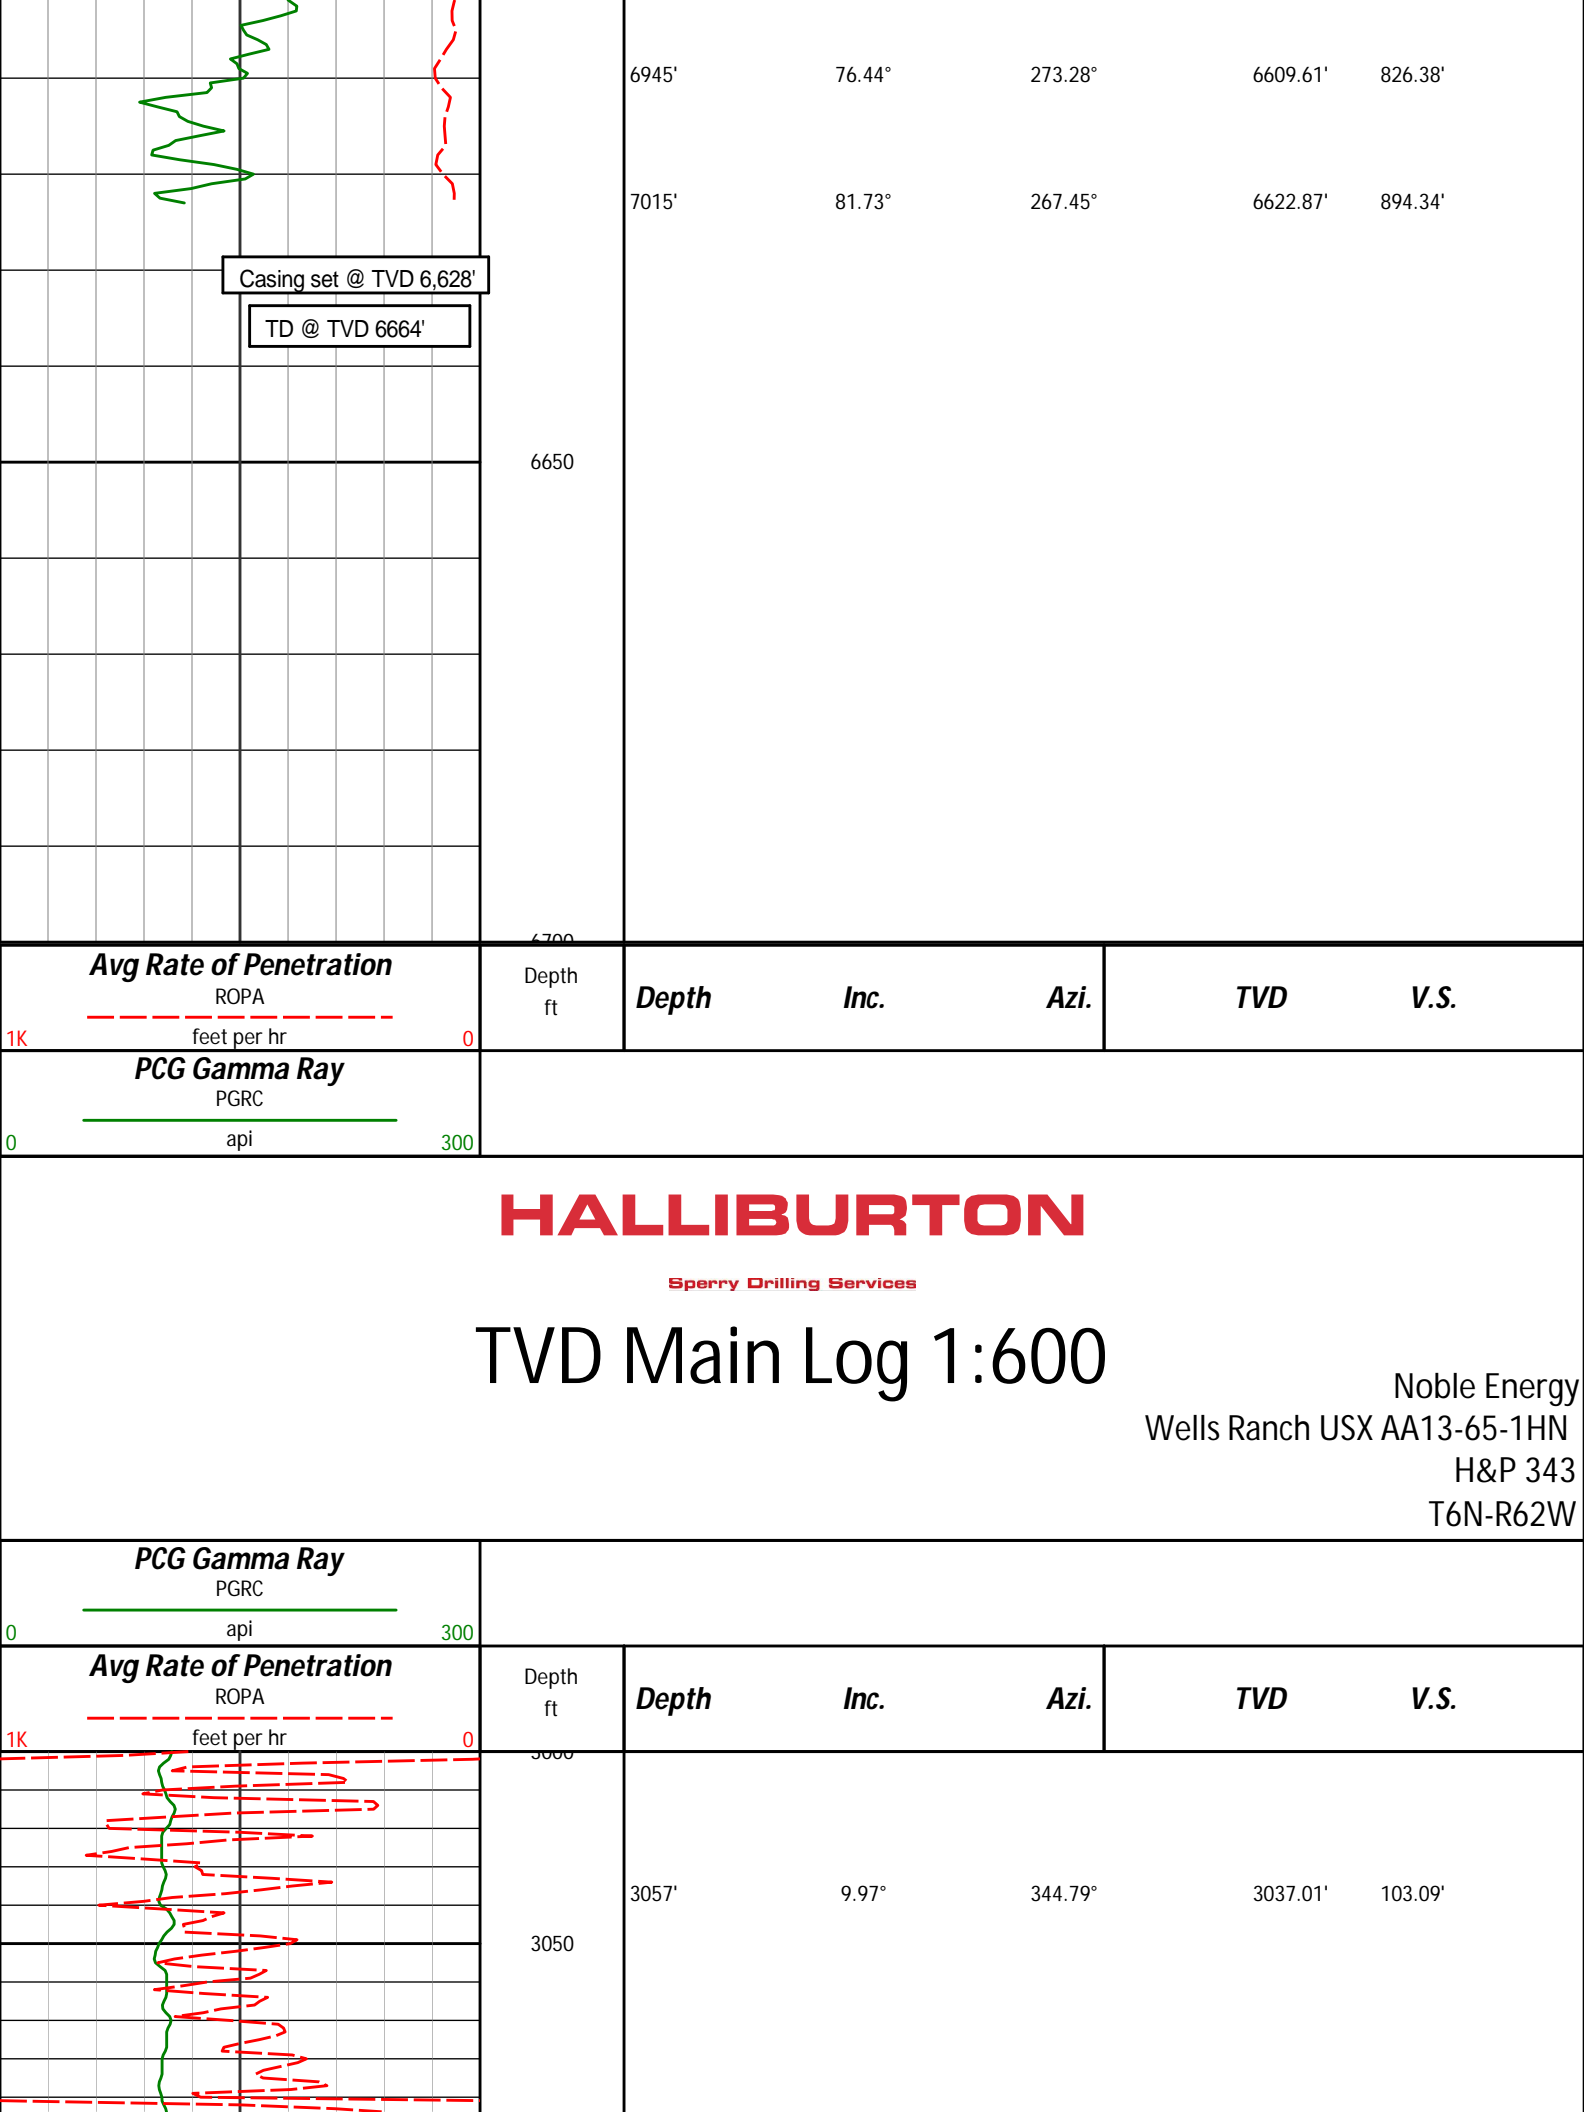 6945' 76.44° 273.28° 6609.61' 826.38'
7015' 81.73° 267.45° 6622.87' 894.34'
Casing set @ TVD 6,628'
TD @ TVD 6664'
6650
6700
Avg Rate of Penetration
ROPA
1K feet per hr 0
Depth
ft
Depth Inc. Azi. TVD V.S.
PCG Gamma Ray
PGRC
0 api 300
HALLIBURTON
Sperry Drilling Services
TVD Main Log 1:600
Noble Energy
Wells Ranch USX AA13-65-1HN
H&P 343
T6N-R62W
PCG Gamma Ray
PGRC
0 api 300
Avg Rate of Penetration
ROPA
1K feet per hr 0
Depth
ft
Depth Inc. Azi. TVD V.S.
3000
3057' 9.97° 344.79° 3037.01' 103.09'
3050